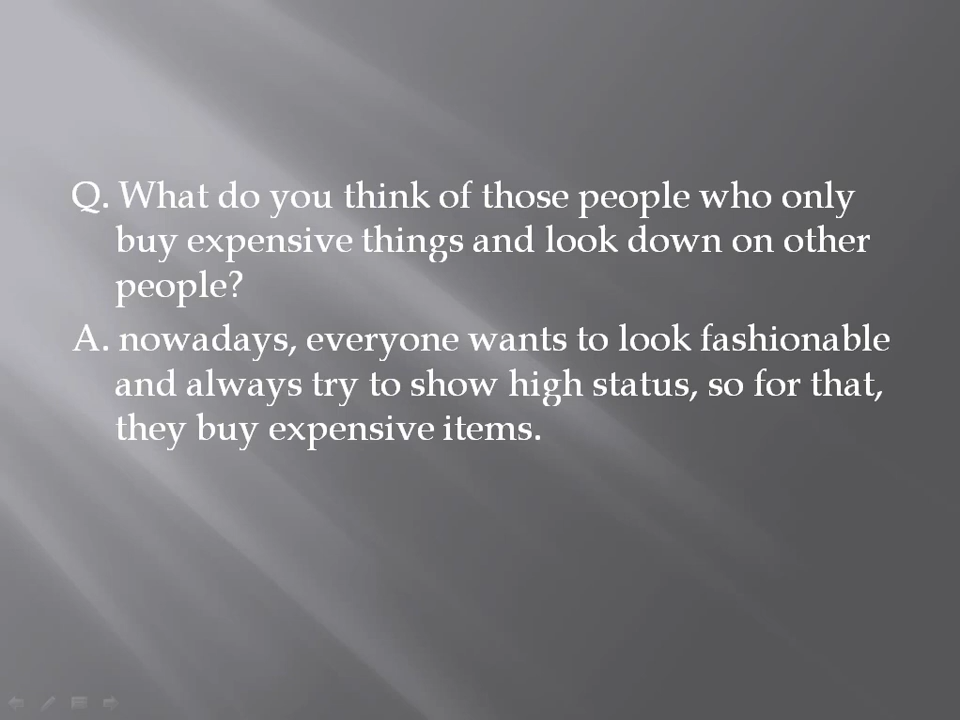 Q. What do you think of those people who only
buy expensive things and look down on other
people?
A. nowadays, everyone wants to look fashionable
and always try to show high status, so for that,
they buy expensive items.